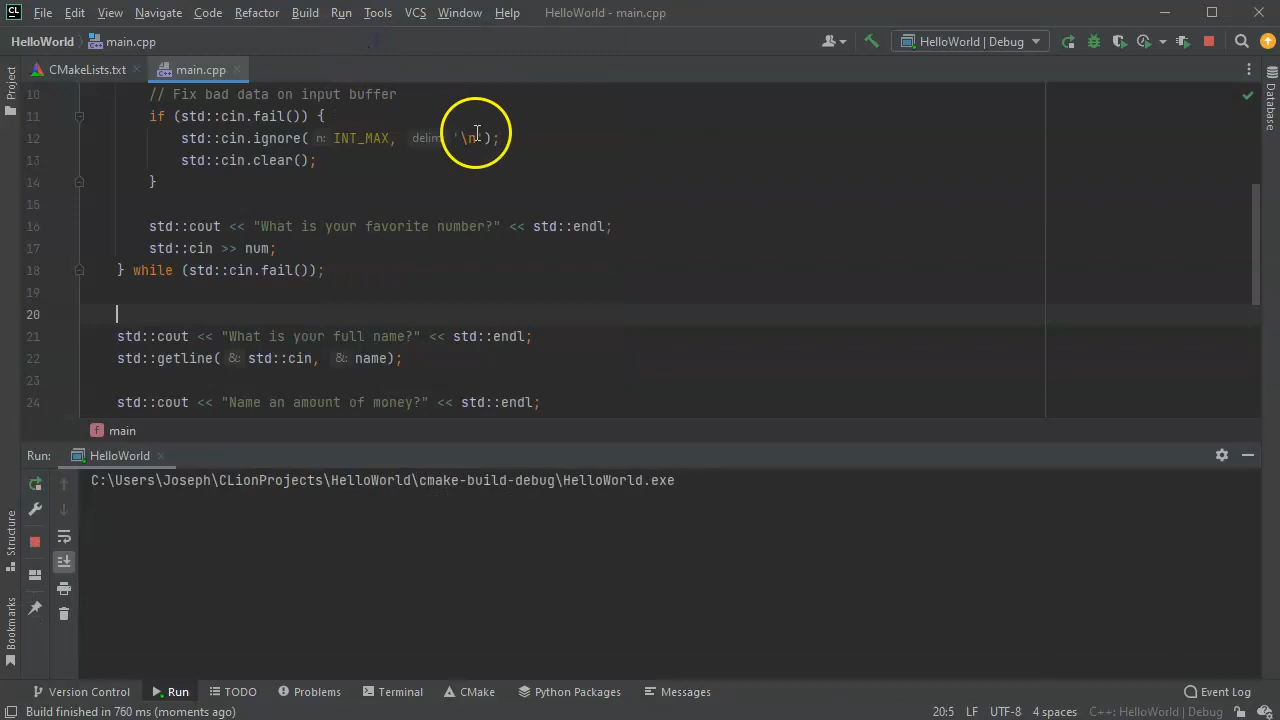 File Edit View Navigate Code Refactor Build Run Tools VCS Window Help HelloWorld - main.cpp
HelloWorld main.cpp HelloWorld | Debug
CMakeLists.txt main.cpp
Project
Database
10 // Fix bad data on input buffer
11 if (std::cin.fail()) {
12 std::cin.ignore( n: INT_MAX, delim '\n');
13 std::cin.clear();
14 }
15
16 std::cout << "What is your favorite number?" << std::endl;
17 std::cin >> num;
18 } while (std::cin.fail());
19
20
21 std::cout << "What is your full name?" << std::endl;
22 std::getline( &: std::cin, &: name);
23
24 std::cout << "Name an amount of money?" << std::endl;
f main
Run: HelloWorld
C:\Users\Joseph\CLionProjects\HelloWorld\cmake-build-debug\HelloWorld.exe
Structure
Bookmarks
Version Control Run TODO Problems Terminal CMake Python Packages Messages Event Log
Build finished in 760 ms (moments ago) 20:5 LF UTF-8 4 spaces C++: HelloWorld | Debug